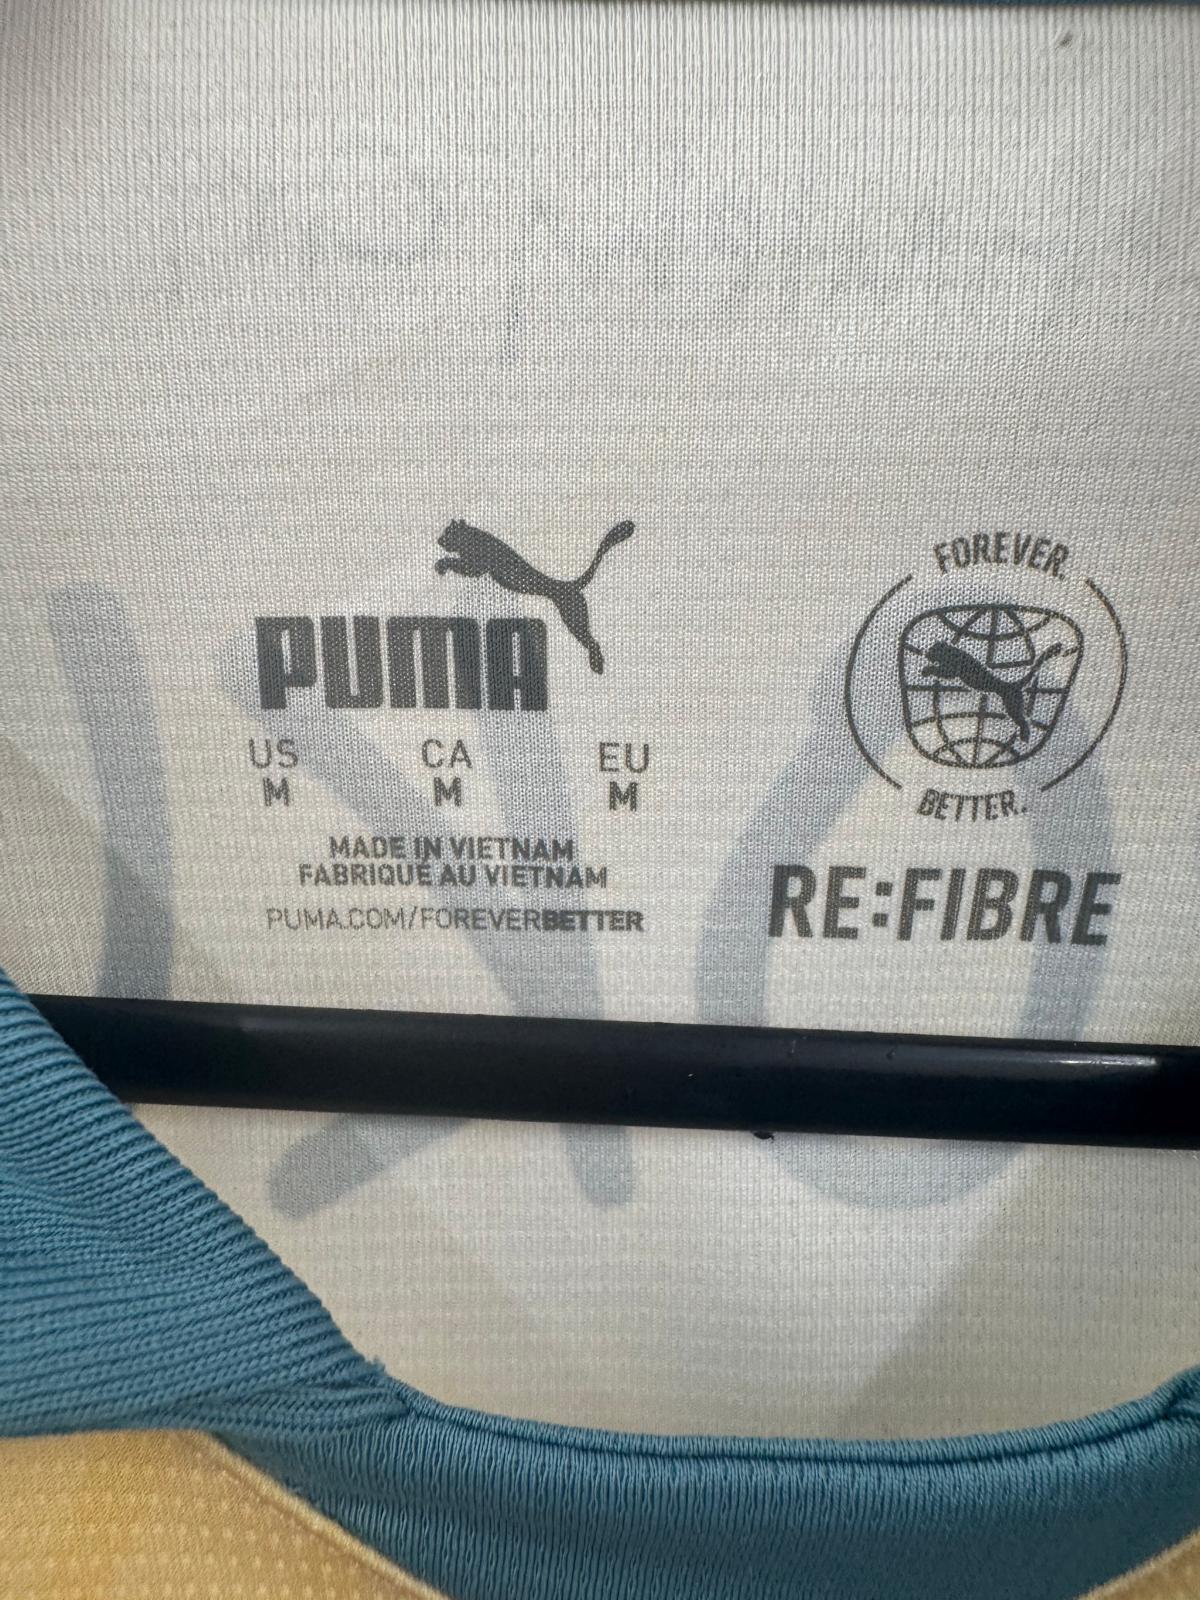 PUMA
US CA EU
M M M
MADE IN VIETNAM
FABRIQUÉ AU VIETNAM
PUMA.COM/FOREVERBETTER
FOREVER.
BETTER.
RE:FIBRE